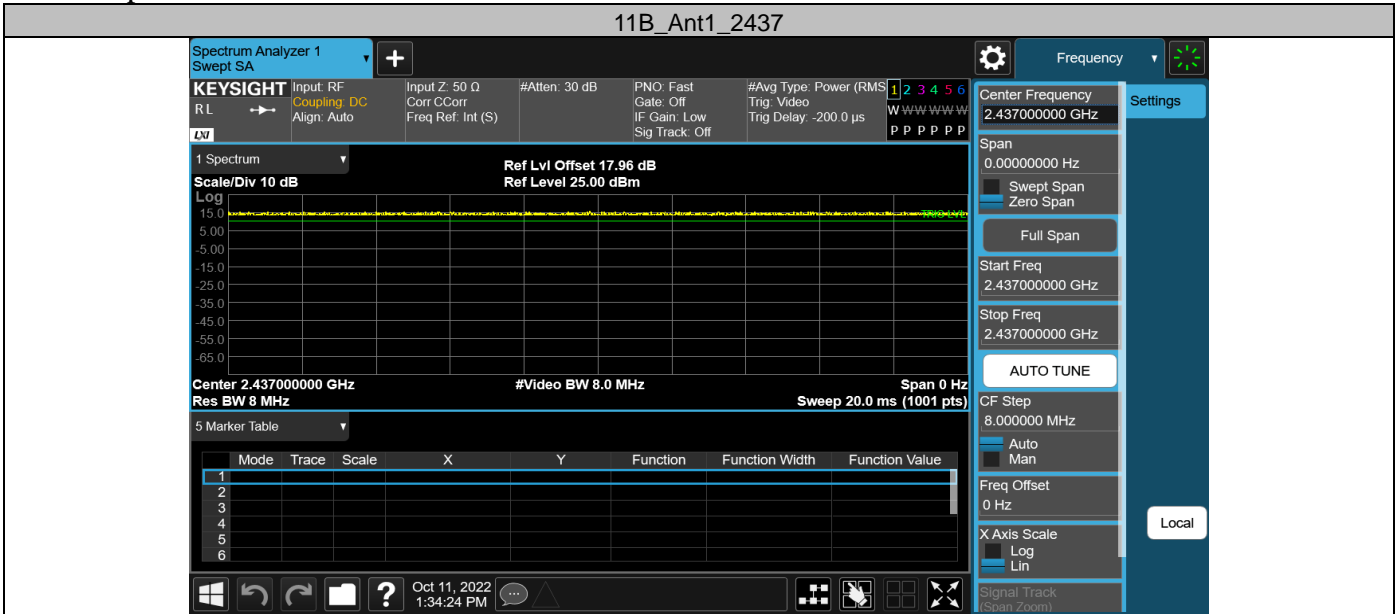 11B_Ant1_2437
Spectrum Analyzer 1
Swept SA
+
Frequency
KEYSIGHT
RL
LXI
Input: RF
Coupling: DC
Align: Auto
Input Z: 50 Ω
Corr CCorr
Freq Ref: Int (S)
#Atten: 30 dB
PNO: Fast
Gate: Off
IF Gain: Low
Sig Track: Off
#Avg Type: Power (RMS
Trig: Video
Trig Delay: -200.0 µs
1 2 3 4 5 6
W W W W W W
P P P P P P
1 Spectrum
Scale/Div 10 dB
Ref Lvl Offset 17.96 dB
Ref Level 25.00 dBm
Log
15.0
TRIG LVL
5.00
-5.00
-15.0
-25.0
-35.0
-45.0
-55.0
-65.0
Center 2.437000000 GHz
#Video BW 8.0 MHz
Span 0 Hz
Res BW 8 MHz
Sweep 20.0 ms (1001 pts)
5 Marker Table
Mode Trace Scale X Y Function Function Width Function Value
1
2
3
4
5
6
Center Frequency
2.437000000 GHz
Settings
Span
0.00000000 Hz
Swept Span
Zero Span
Full Span
Start Freq
2.437000000 GHz
Stop Freq
2.437000000 GHz
AUTO TUNE
CF Step
8.000000 MHz
Auto
Man
Freq Offset
0 Hz
X Axis Scale
Log
Lin
Local
Signal Track
(Span Zoom)
?
Oct 11, 2022
1:34:24 PM